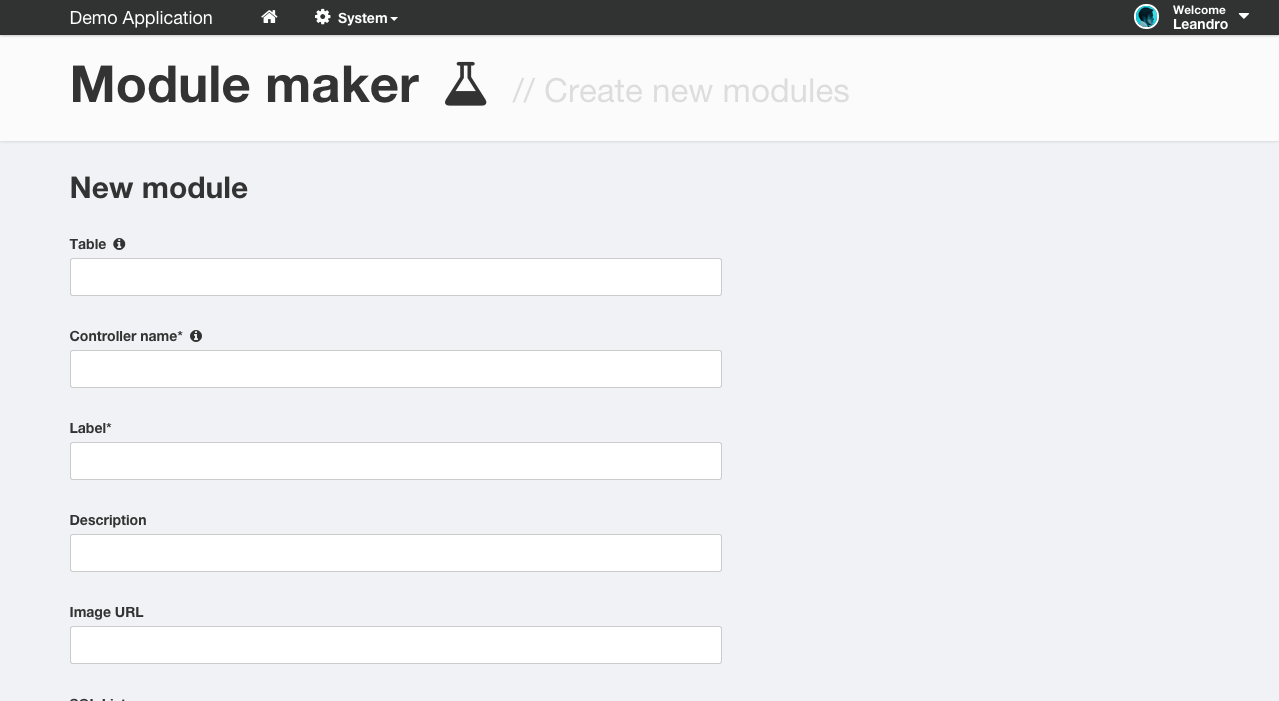 Demo Application
System
Welcome
Leandro
Module maker // Create new modules
New module
Table
Controller name*
Label*
Description
Image URL